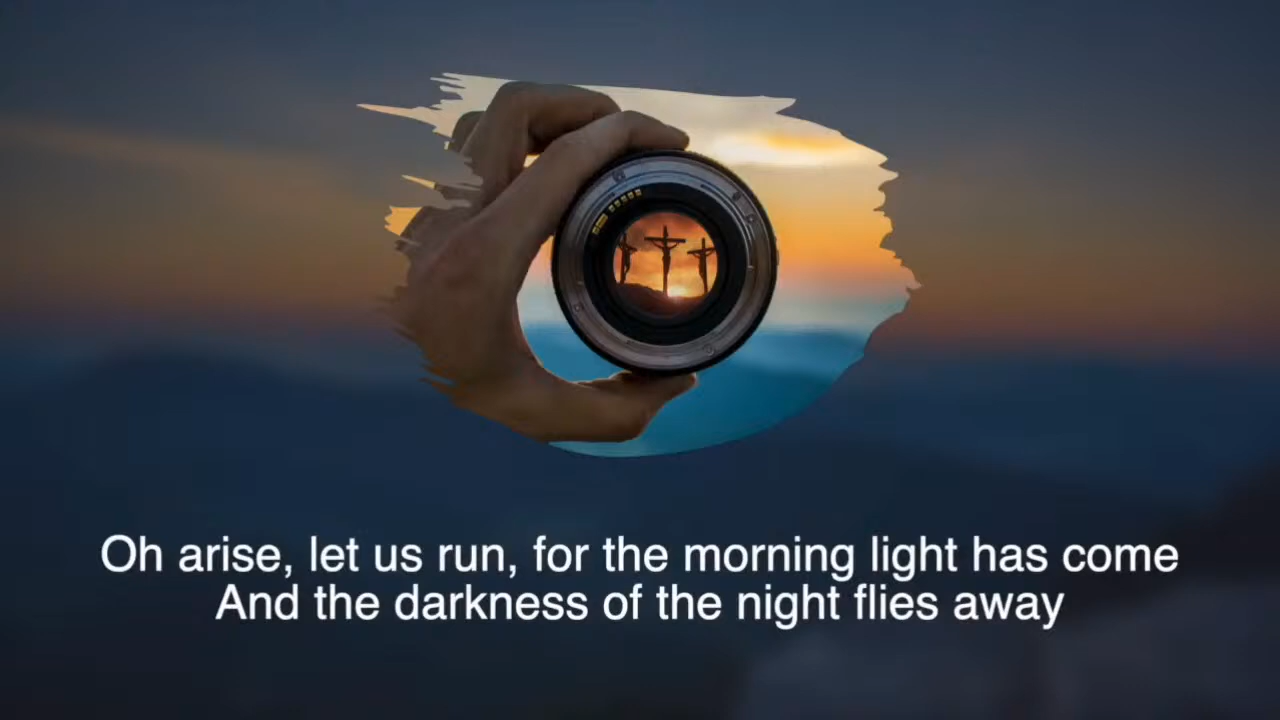 Oh arise, let us run, for the morning light has come
And the darkness of the night flies away